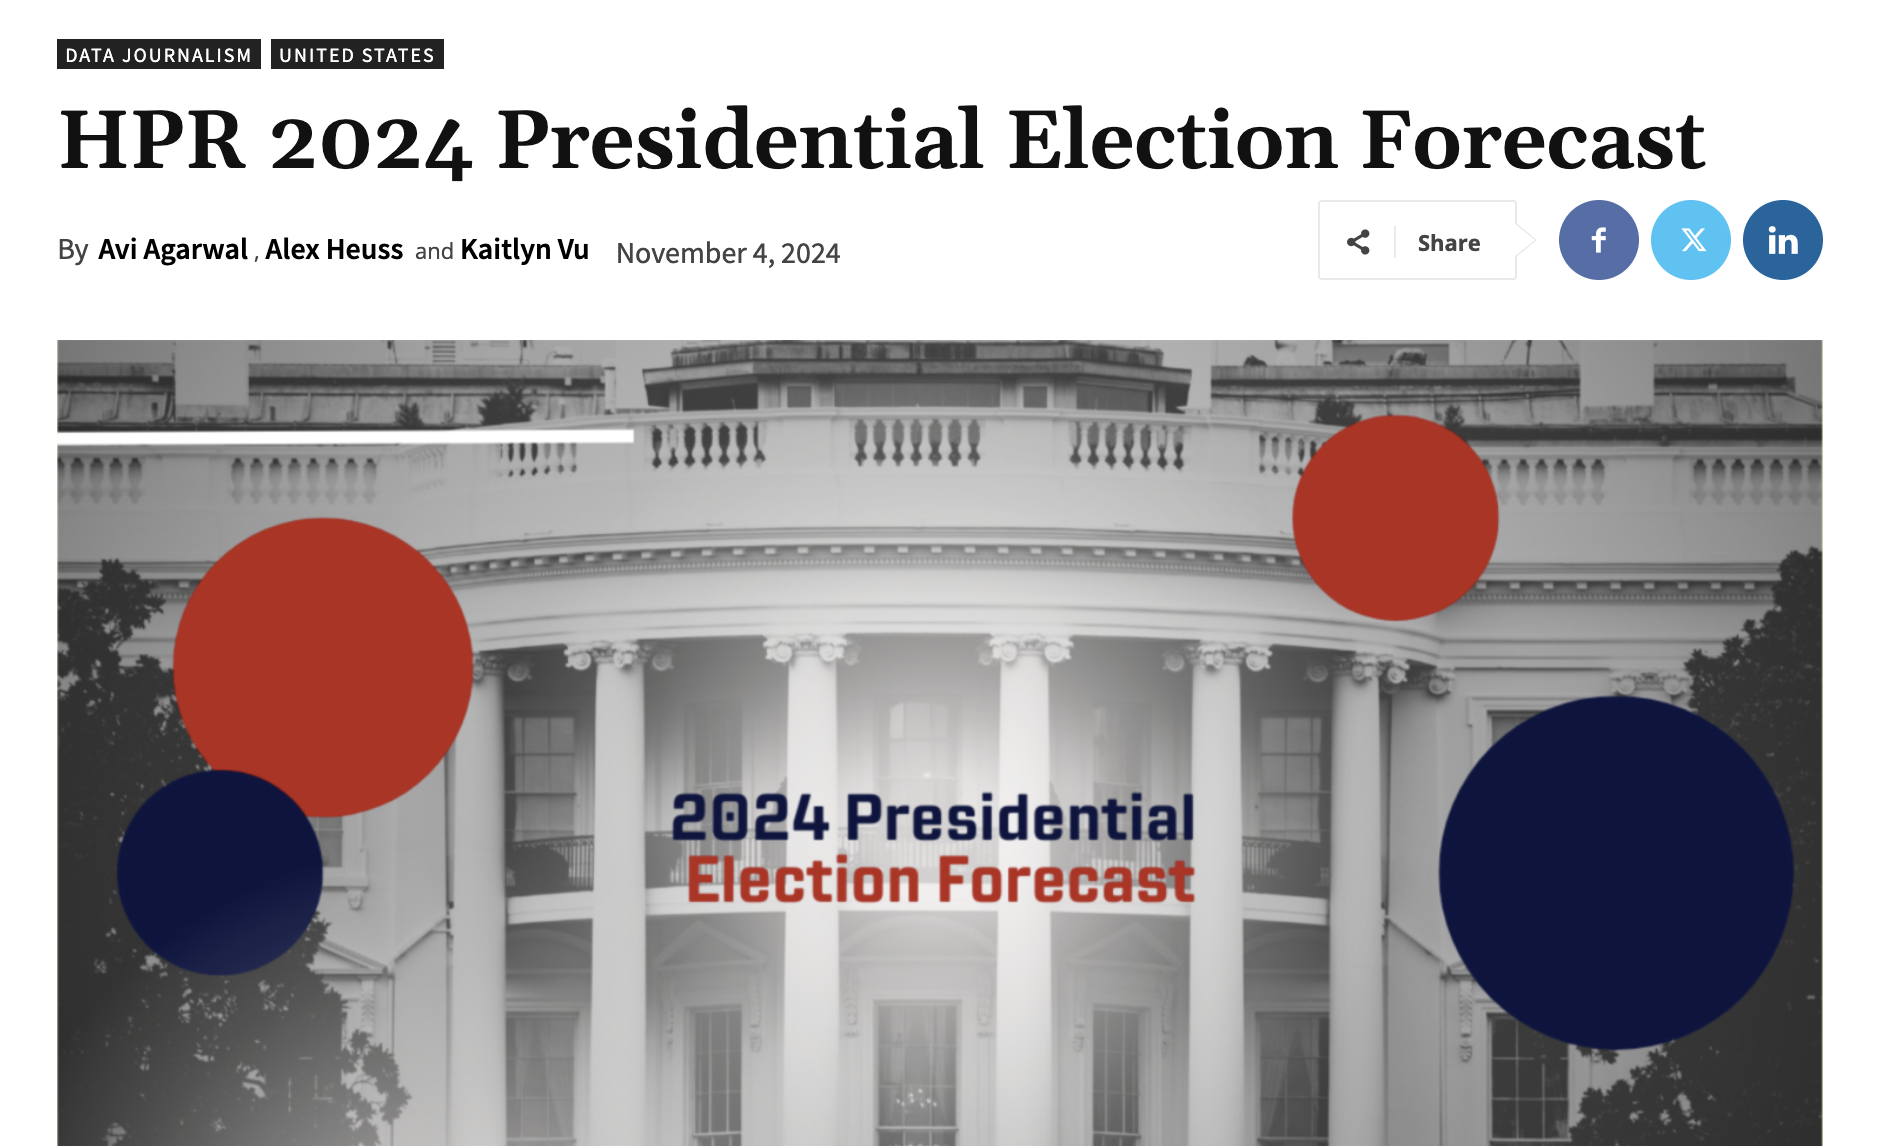 DATA JOURNALISM UNITED STATES
HPR 2024 Presidential Election Forecast
By Avi Agarwal , Alex Heuss and Kaitlyn Vu November 4, 2024
Share
f X in
2024 Presidential
Election Forecast